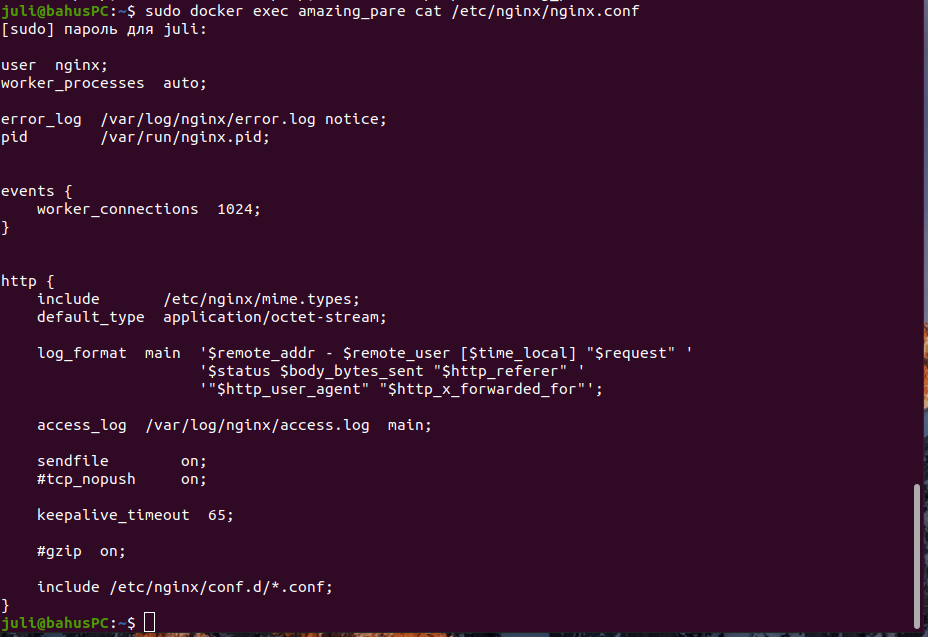 juli@bahusPC:~$ sudo docker exec amazing_pare cat /etc/nginx/nginx.conf
[sudo] пароль для juli:
user  nginx;
worker_processes  auto;
error_log  /var/log/nginx/error.log notice;
pid        /var/run/nginx.pid;
events {
    worker_connections  1024;
}
http {
    include       /etc/nginx/mime.types;
    default_type  application/octet-stream;
    log_format  main  '$remote_addr - $remote_user [$time_local] "$request" '
                      '$status $body_bytes_sent "$http_referer" '
                      '"$http_user_agent" "$http_x_forwarded_for"';
    access_log  /var/log/nginx/access.log  main;
    sendfile        on;
    #tcp_nopush     on;
    keepalive_timeout  65;
    #gzip  on;
    include /etc/nginx/conf.d/*.conf;
}
juli@bahusPC:~$